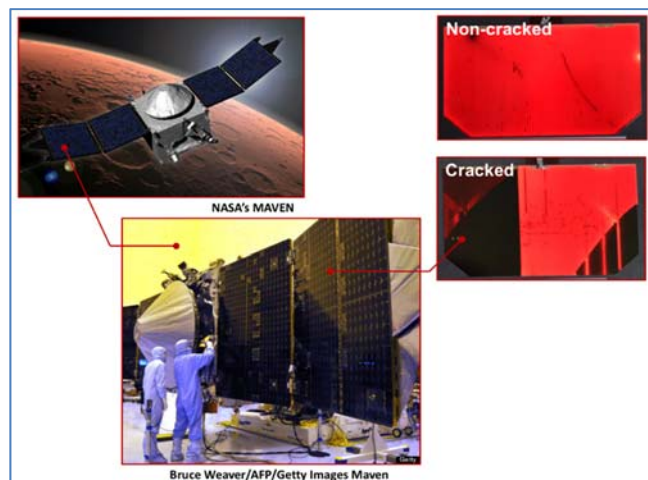 Non-cracked
NASA's MAVEN
Cracked
Getty
Bruce Weaver/AFP/Getty Images Maven